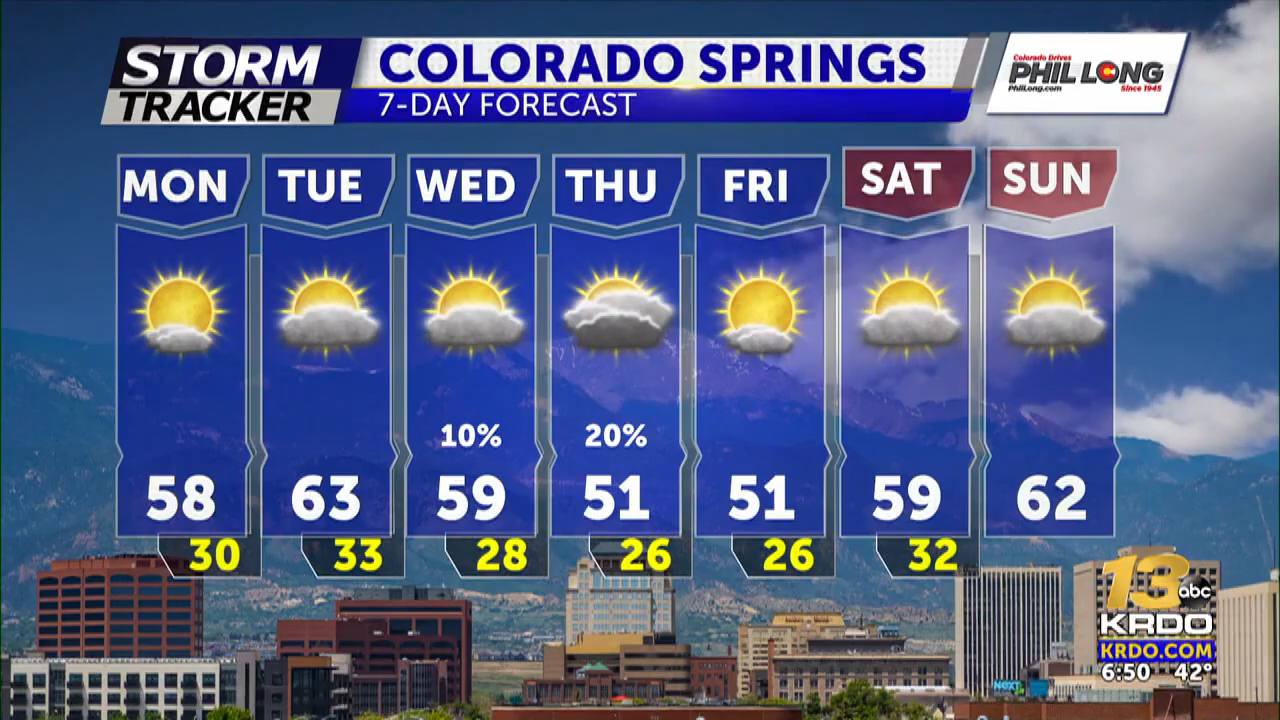 STORM TRACKER
COLORADO SPRINGS
7-DAY FORECAST
Colorado Drives
PHIL LONG
PhilLong.com
Since 1945
MON TUE WED THU FRI SAT SUN
10% 20%
58 63 59 51 51 59 62
30 33 28 26 26 32
13 abc
KRDO
KRDO.COM
6:50 42°
NEXT